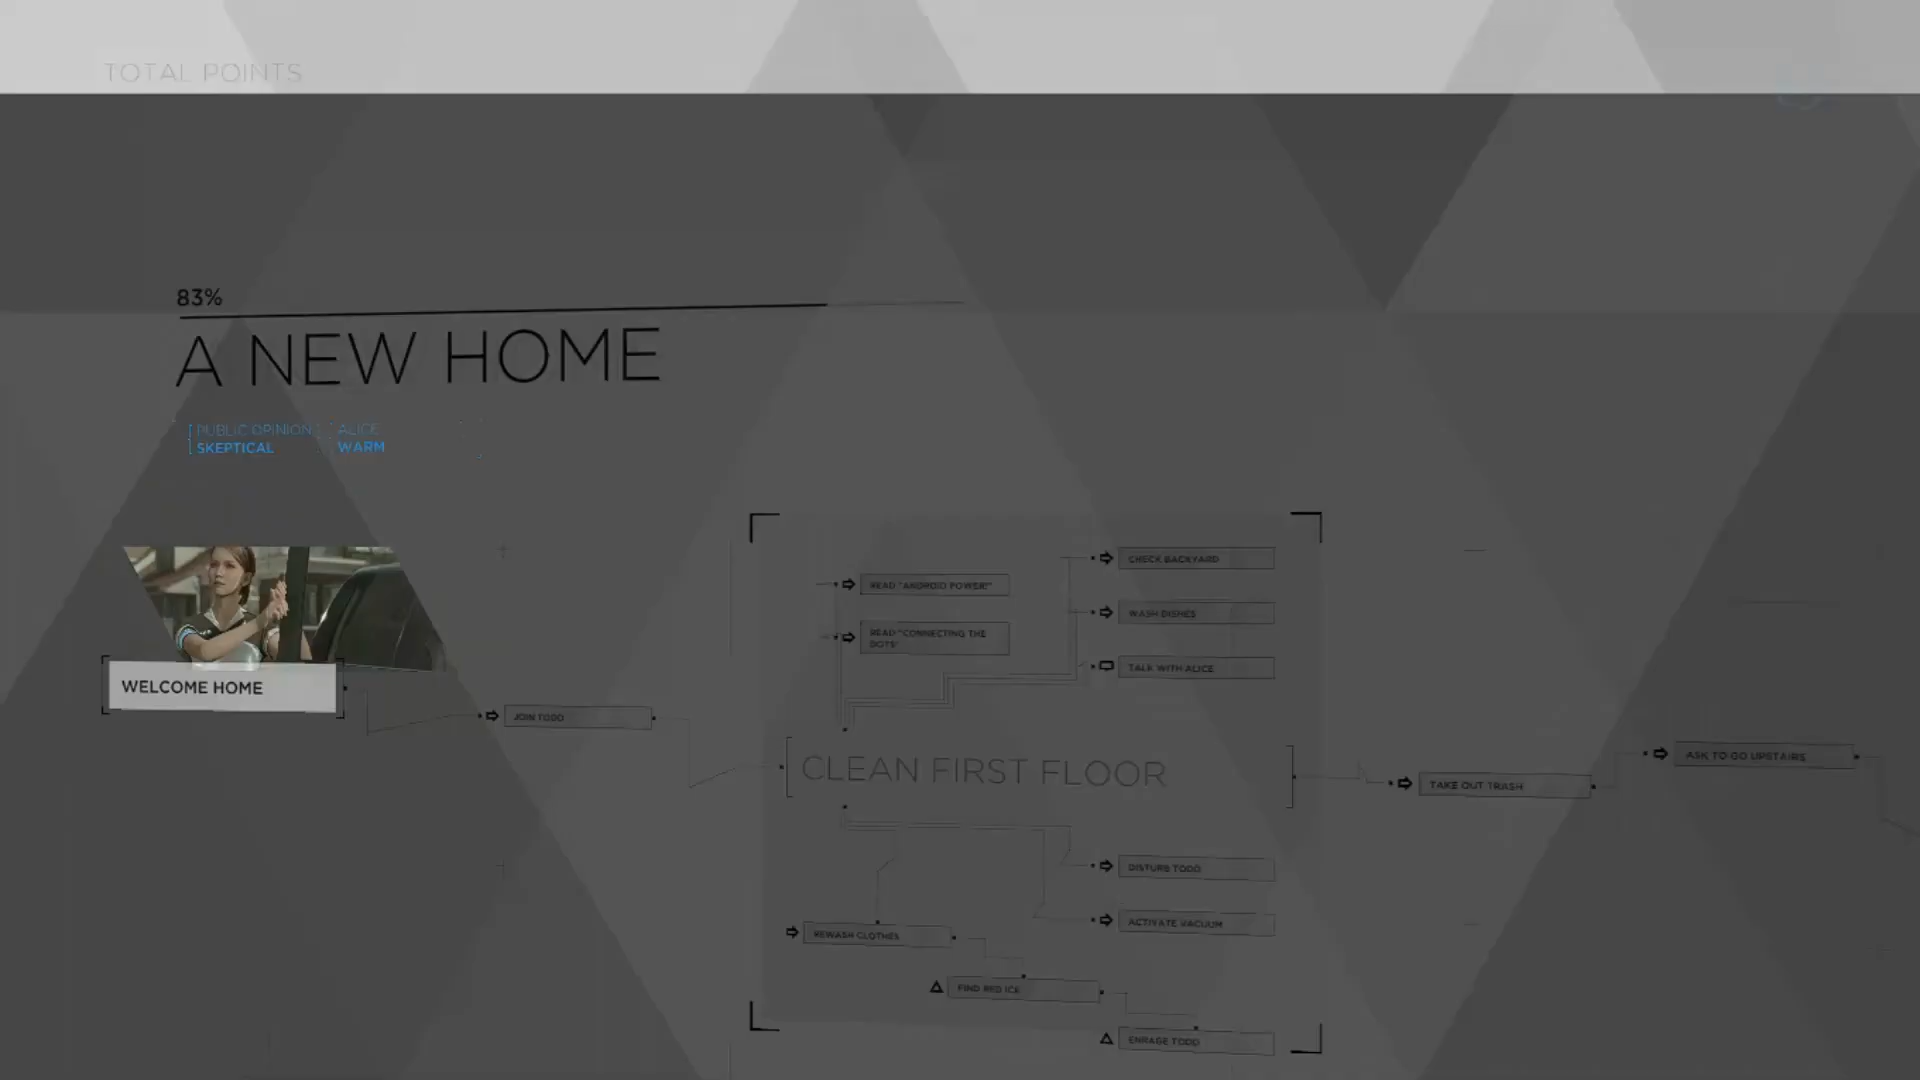 TOTAL POINTS
83%
A NEW HOME
PUBLIC OPINION
SKEPTICAL
ALICE
WARM
WELCOME HOME
JOIN TODD
READ "ANDROID POWER!"
READ "CONNECTING THE
DOTS"
CHECK BACKYARD
WASH DISHES
TALK WITH ALICE
CLEAN FIRST FLOOR
DISTURB TODD
ACTIVATE VACUUM
REWASH CLOTHES
FIND RED ICE
ENRAGE TODD
TAKE OUT TRASH
ASK TO GO UPSTAIRS